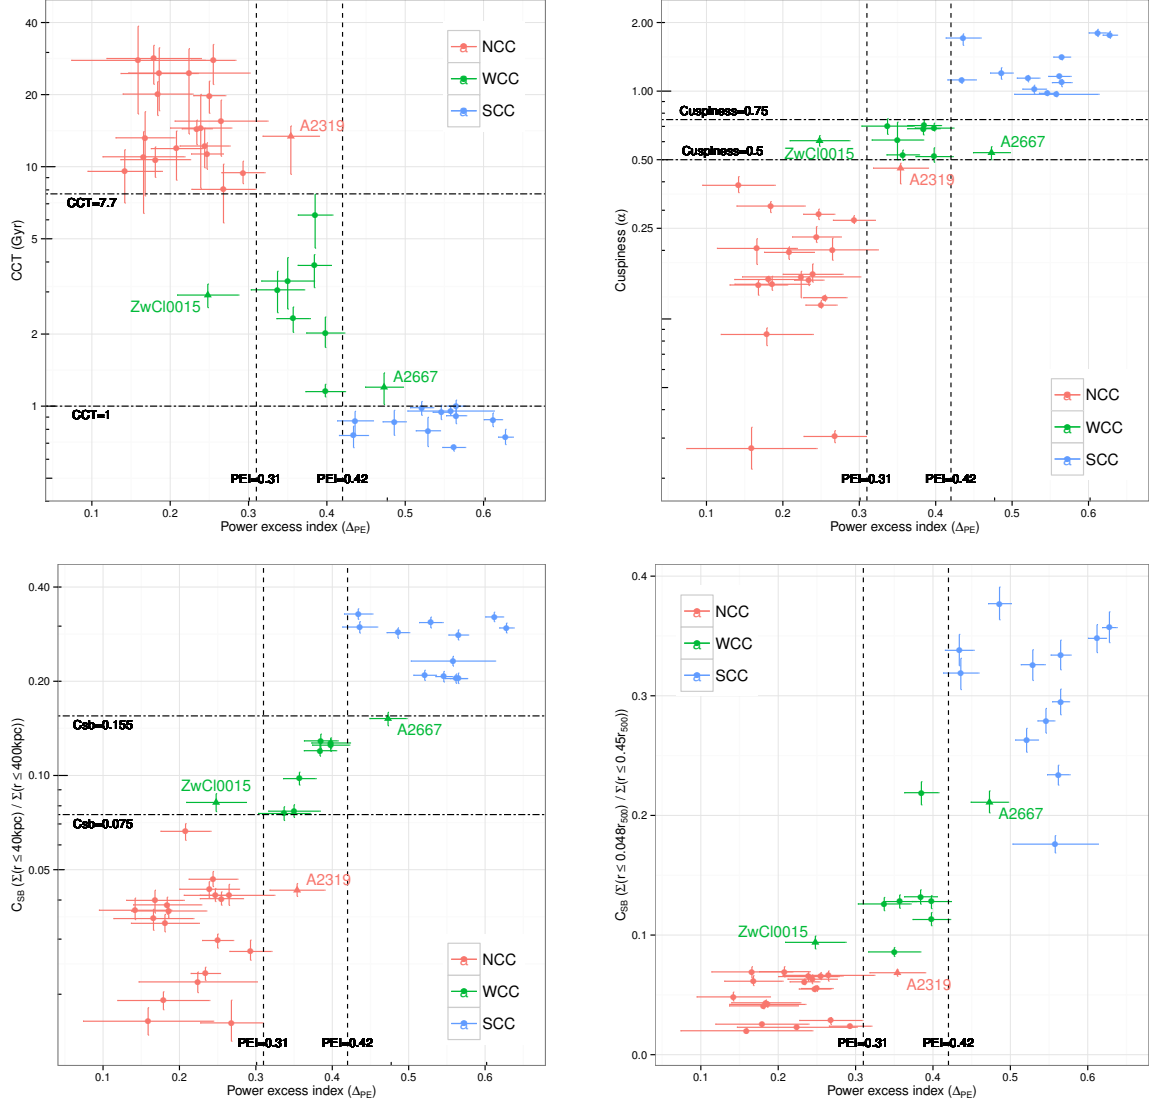 40
20
10
5
2
1
CCT (Gyr)
NCC
WCC
SCC
A2319
CCT=7.7
ZwCl0015
A2667
CCT=1
PEI=0.31
PEI=0.42
0.1
0.2
0.3
0.4
0.5
0.6
Power excess index (Δ_PE)
2.00
1.00
0.50
0.25
Cuspiness (α)
Cuspiness=0.75
ZwCl0015
A2667
Cuspiness=0.5
A2319
NCC
WCC
SCC
PEI=0.31
PEI=0.42
0.1
0.2
0.3
0.4
0.5
0.6
Power excess index (Δ_PE)
0.40
0.20
0.10
0.05
C_SB (Σ(r ≤ 40kpc) / Σ(r ≤ 400kpc))
Csb=0.155
A2667
ZwCl0015
Csb=0.075
A2319
NCC
WCC
SCC
PEI=0.31
PEI=0.42
0.1
0.2
0.3
0.4
0.5
0.6
Power excess index (Δ_PE)
0.4
0.3
0.2
0.1
0.0
C_SB (Σ(r ≤ 0.048r_500) / Σ(r ≤ 0.45r_500))
NCC
WCC
SCC
A2667
ZwCl0015
A2319
PEI=0.31
PEI=0.42
0.1
0.2
0.3
0.4
0.5
0.6
Power excess index (Δ_PE)